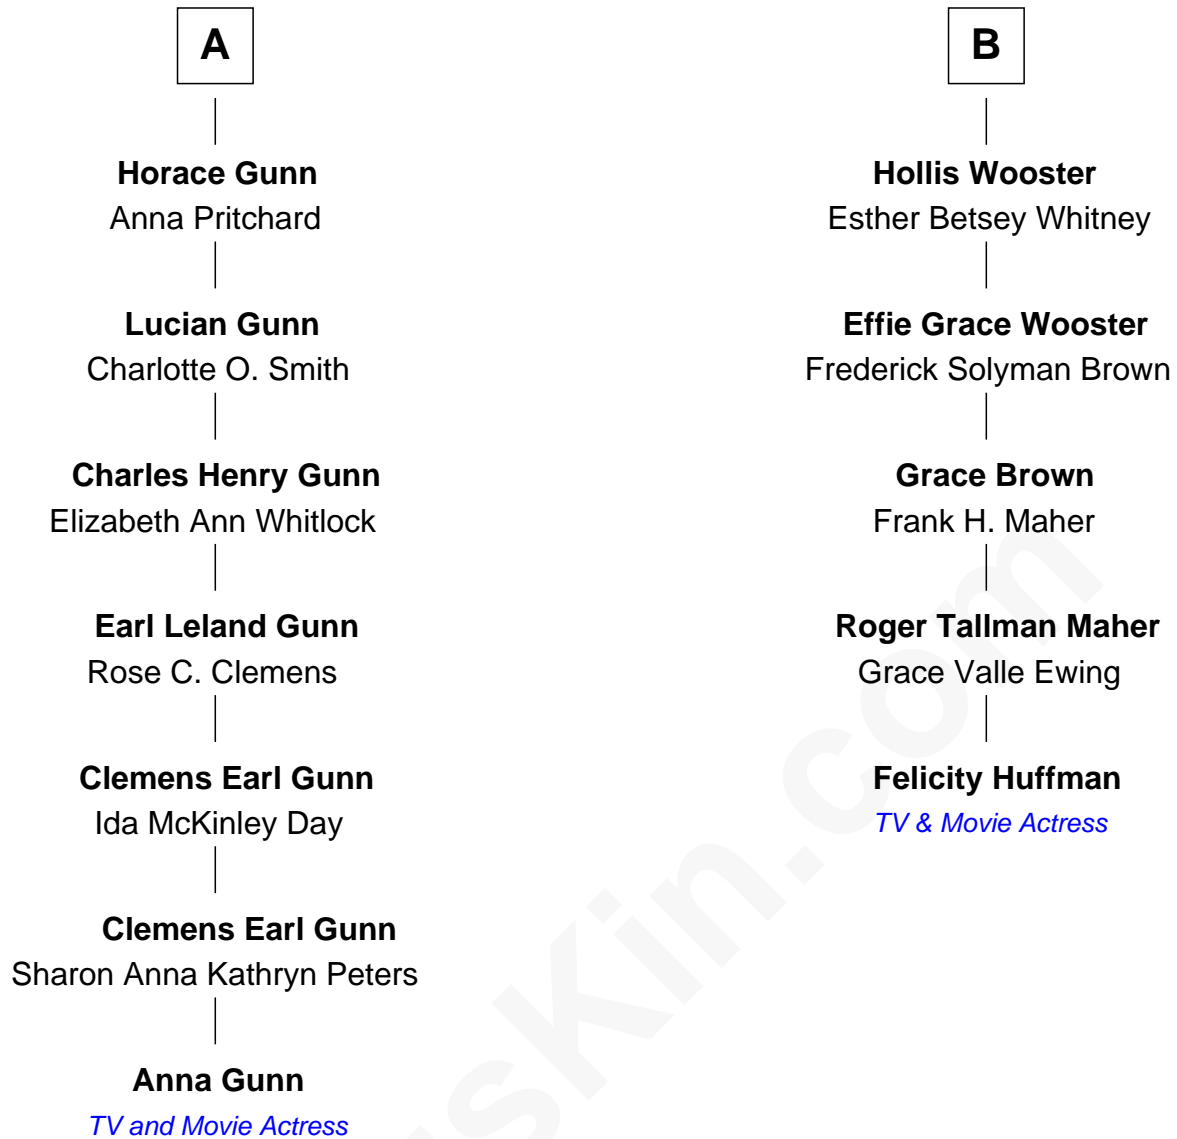 A
Horace Gunn
Anna Pritchard
Lucian Gunn
Charlotte O. Smith
Charles Henry Gunn
Elizabeth Ann Whitlock
Earl Leland Gunn
Rose C. Clemens
Clemens Earl Gunn
Ida McKinley Day
Clemens Earl Gunn
Sharon Anna Kathryn Peters
Anna Gunn
TV and Movie Actress
B
Hollis Wooster
Esther Betsey Whitney
Effie Grace Wooster
Frederick Solyman Brown
Grace Brown
Frank H. Maher
Roger Tallman Maher
Grace Valle Ewing
Felicity Huffman
TV & Movie Actress